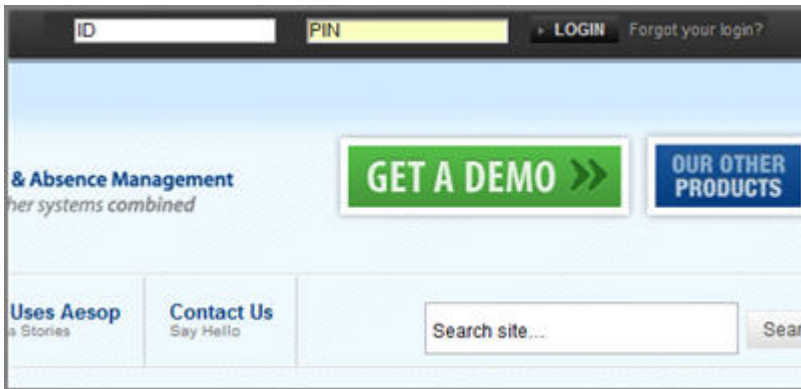 ID PIN LOGIN Forgot your login?
& Absence Management
her systems combined
GET A DEMO >>
OUR OTHER
PRODUCTS
Uses Aesop Contact Us
Stories Say Hello
Search site...